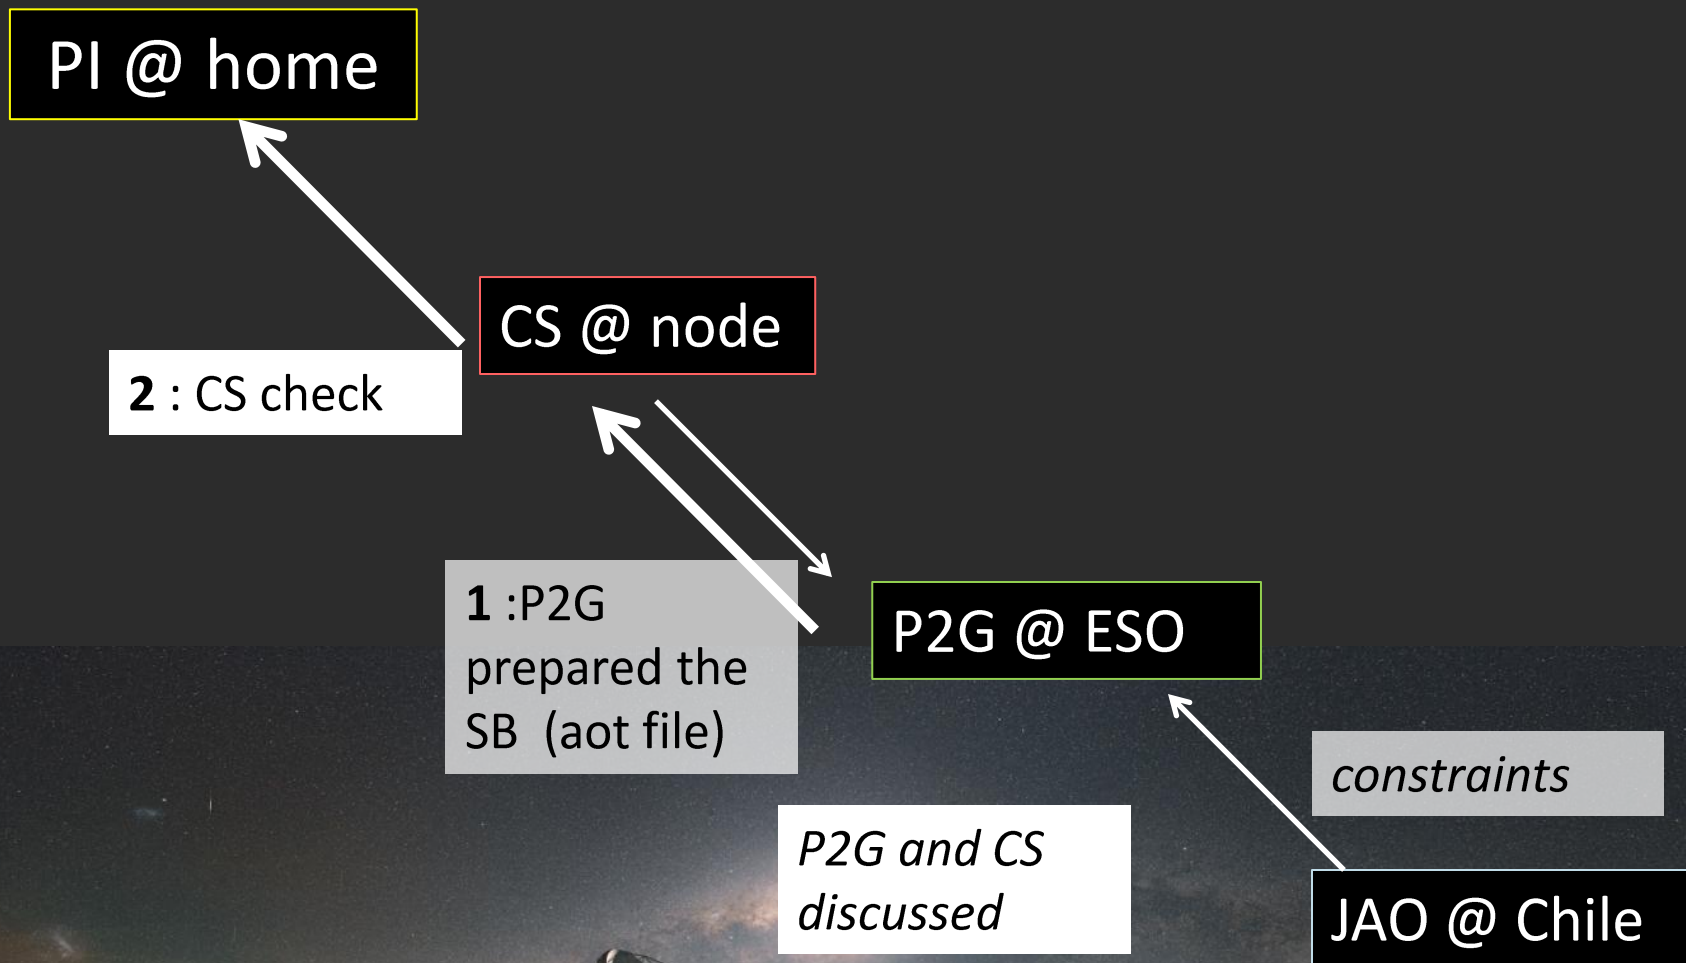 PI @ home
CS @ node
2 : CS check
1 :P2G
prepared the
SB (aot file)
P2G @ ESO
constraints
P2G and CS
discussed
JAO @ Chile